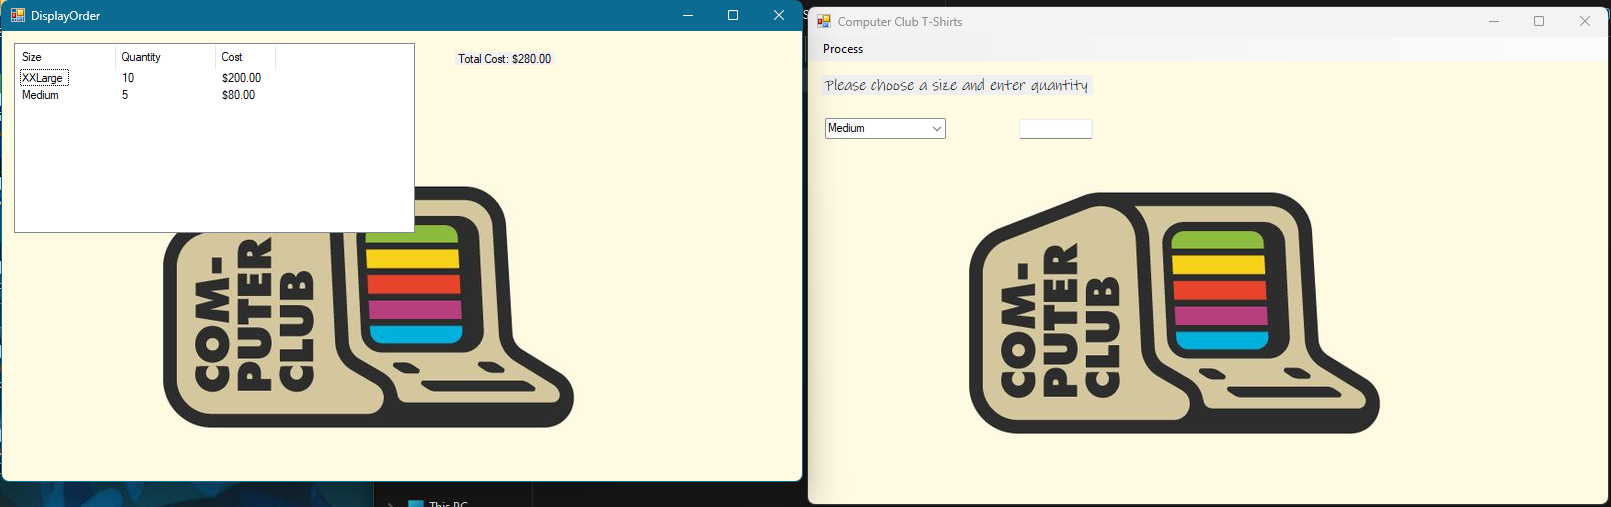 DisplayOrder
Size Quantity Cost
XXLarge 10 $200.00
Medium 5 $80.00
Total Cost: $280.00
COM-
PUTER
CLUB
Computer Club T-Shirts
Process
Please choose a size and enter quantity
Medium
COM-
PUTER
CLUB
This PC